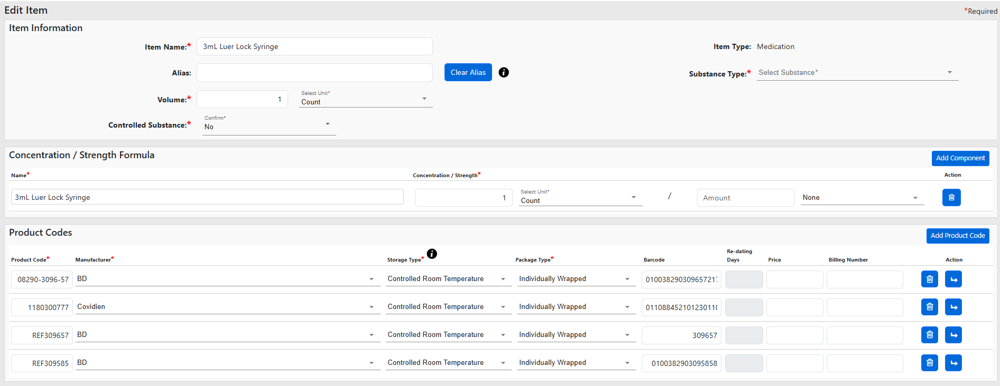 Edit Item
*Required
Item Information
Item Name:* 3mL Luer Lock Syringe
Item Type: Medication
Alias: Clear Alias
Substance Type:* Select Substance*
Volume:* 1 Select Unit* Count
Controlled Substance:* Confirm* No
Concentration / Strength Formula
Add Component
Name* Concentration / Strength* Action
3mL Luer Lock Syringe 1 Select Unit* Count / Amount None
Product Codes
Add Product Code
Product Code* Manufacturer* Storage Type* Package Type* Barcode Re-dating Days Price Billing Number Action
08290-3096-57 BD Controlled Room Temperature Individually Wrapped 010038290309657217
1180300777 Covidien Controlled Room Temperature Individually Wrapped 011088452101230110
REF309657 BD Controlled Room Temperature Individually Wrapped 309657
REF309585 BD Controlled Room Temperature Individually Wrapped 0100382903095858